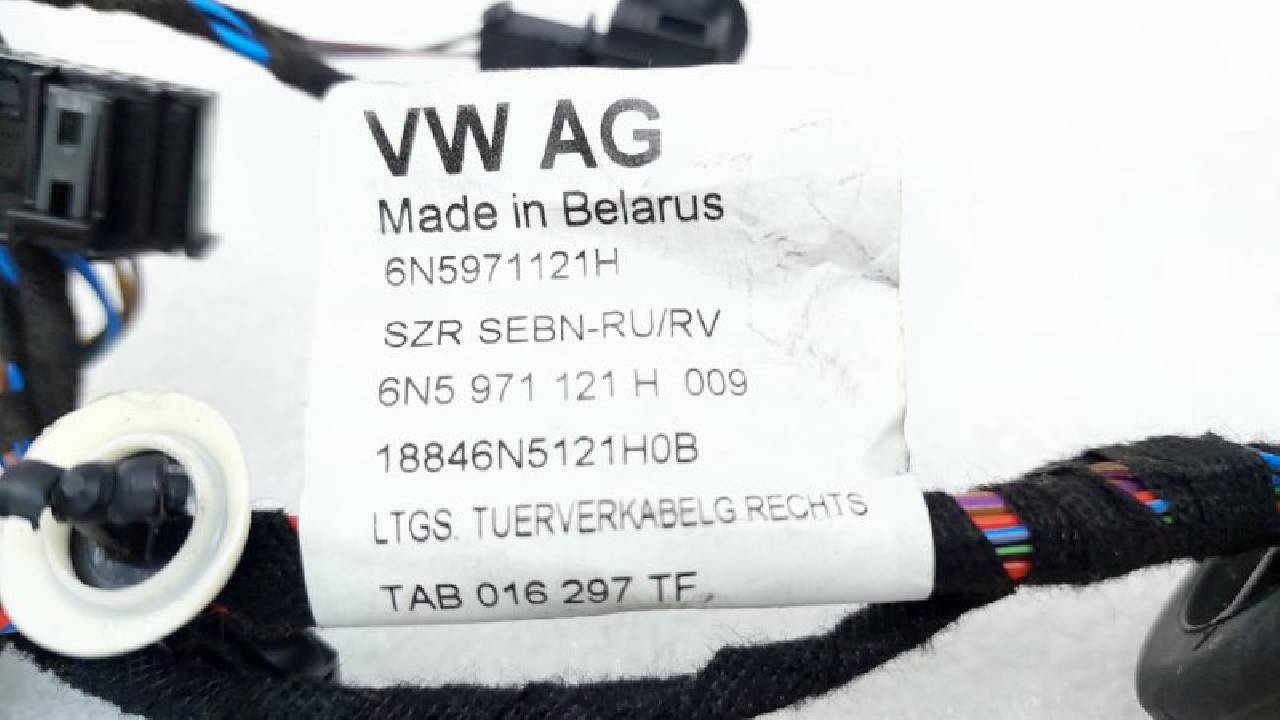 VW AG
Made in Belarus
6N5971121H
SZR SEBN-RU/RV
6N5 971 121 H 009
18846N5121H0B
LTGS. TUERVERKABELG.RECHTS
TAB 016 297 TF